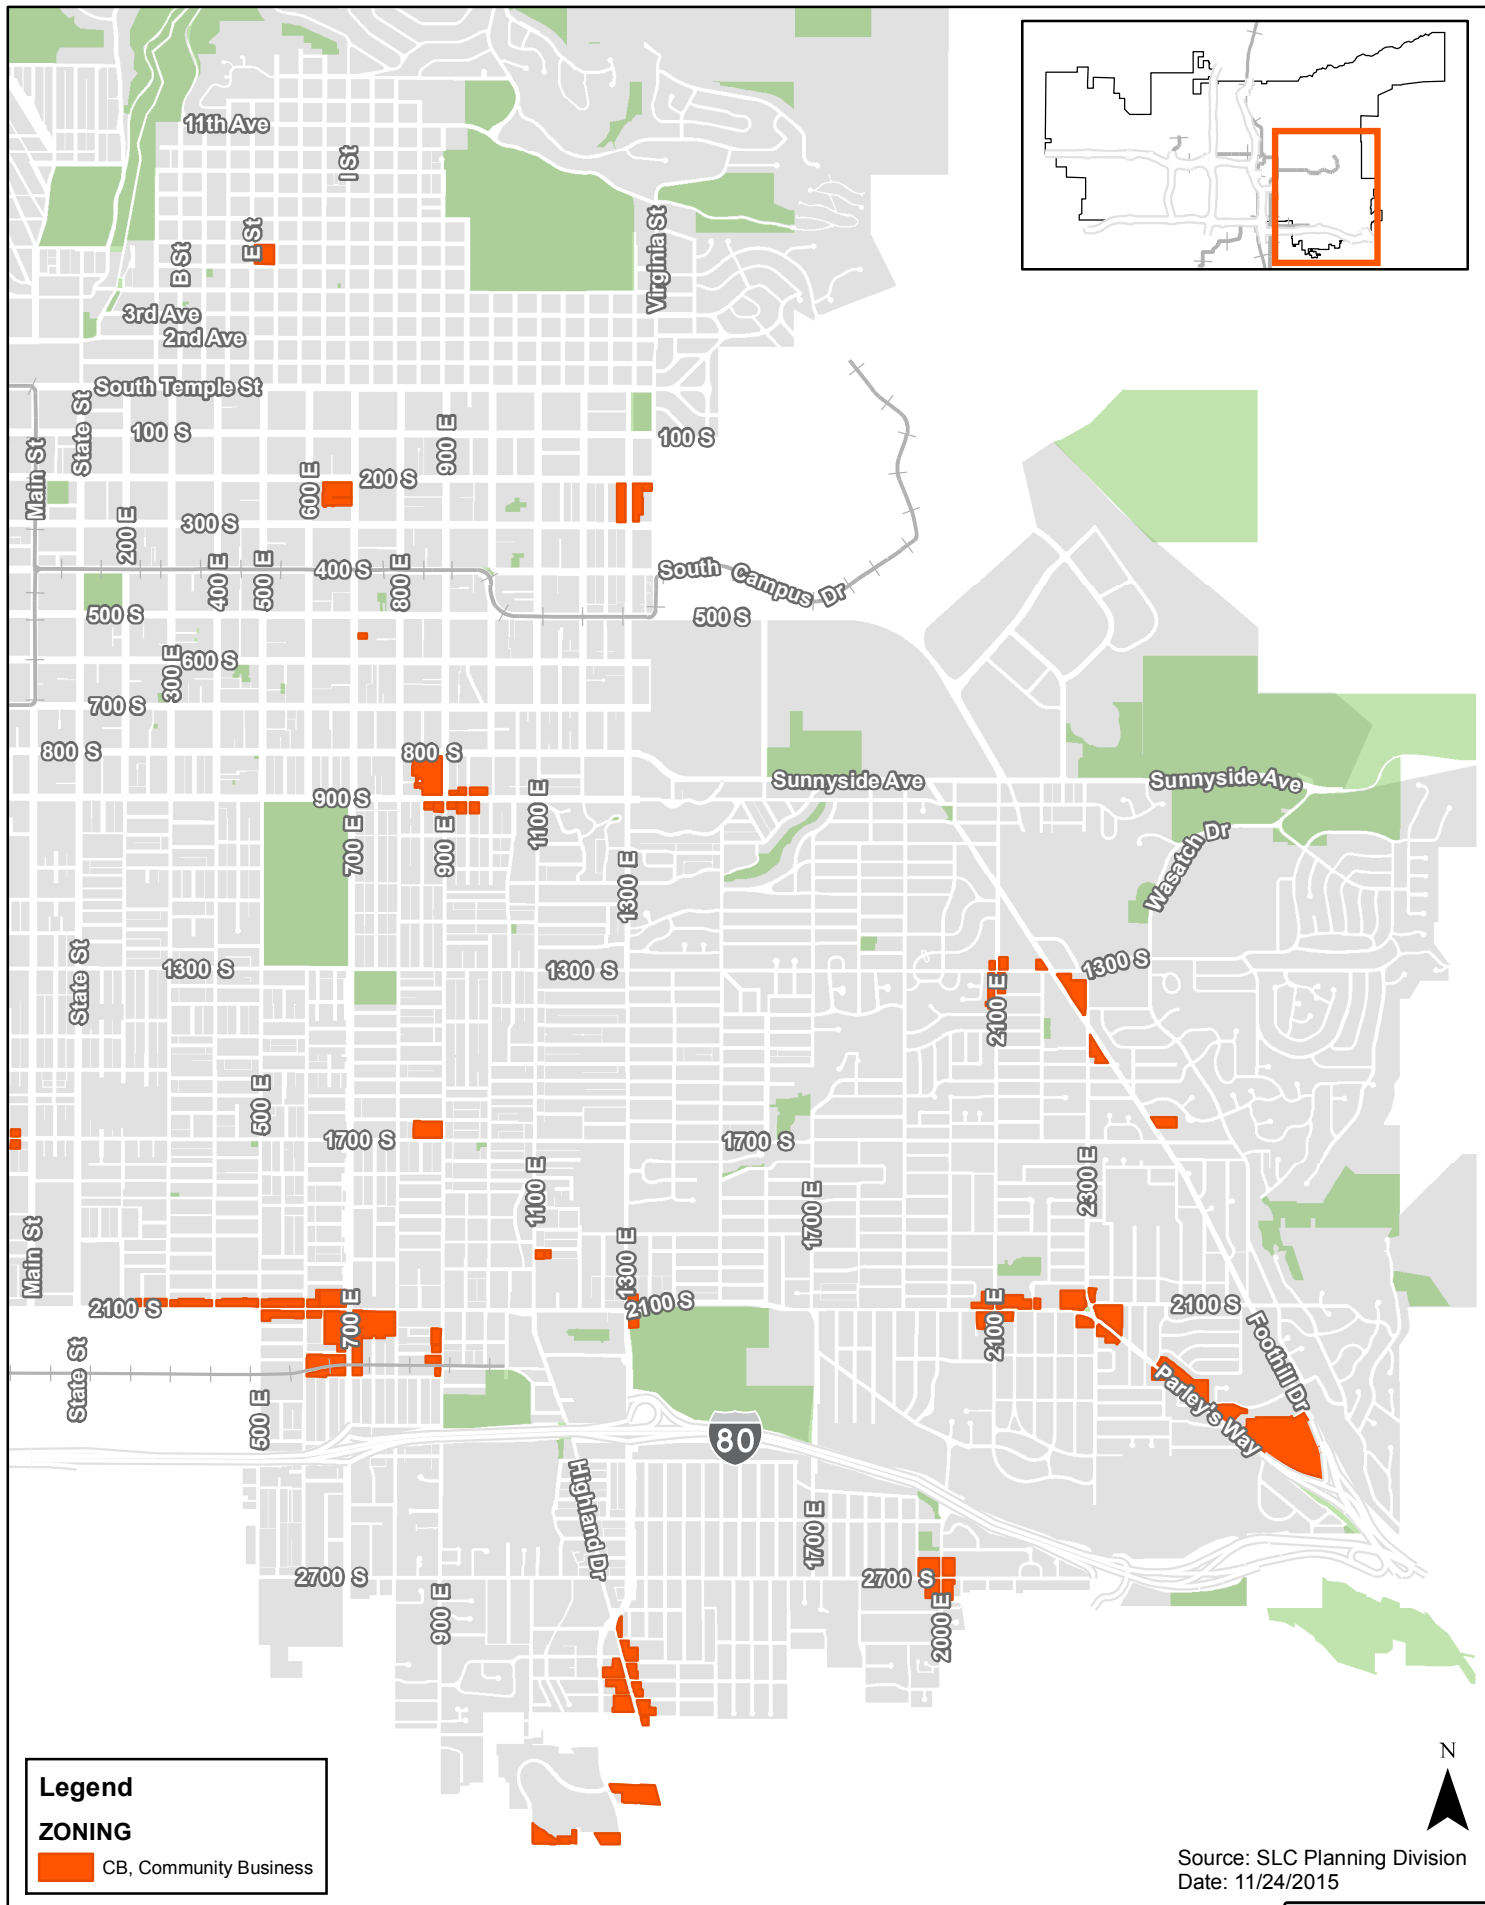 11th Ave
I St
E St
B St
Virginia St
3rd Ave
2nd Ave
South Temple St
State St
100 S
900 E
100 S
Main St
600 E
200 S
200 E
300 S
400 E
500 E
400 S
800 E
South Campus Dr
500 S
500 S
300 E
600 S
700 S
800 S
800 S
Sunnyside Ave
Sunnyside Ave
900 S
1100 E
700 E
900 E
Wasatch Dr
1300 E
State St
1300 S
1300 S
2100 E
1300 S
500 E
1700 S
1700 S
1100 E
1700 E
2300 E
Main St
1300 E
2100 S
700 E
2100 S
2100 E
2100 S
State St
Foothill Dr
500 E
Parley's Way
80
Highland Dr
1700 E
2700 S
900 E
2700 S
2000 E
Legend
ZONING
CB, Community Business
N
Source: SLC Planning Division
Date: 11/24/2015